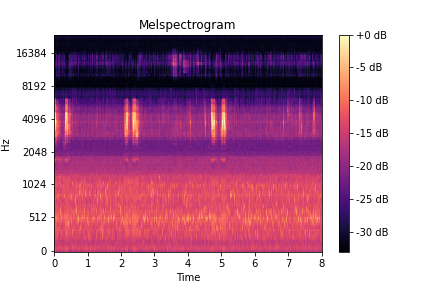 Melspectrogram
16384
8192
4096
2048
1024
512
0
Hz
0 1 2 3 4 5 6 7 8
Time
+0 dB
-5 dB
-10 dB
-15 dB
-20 dB
-25 dB
-30 dB